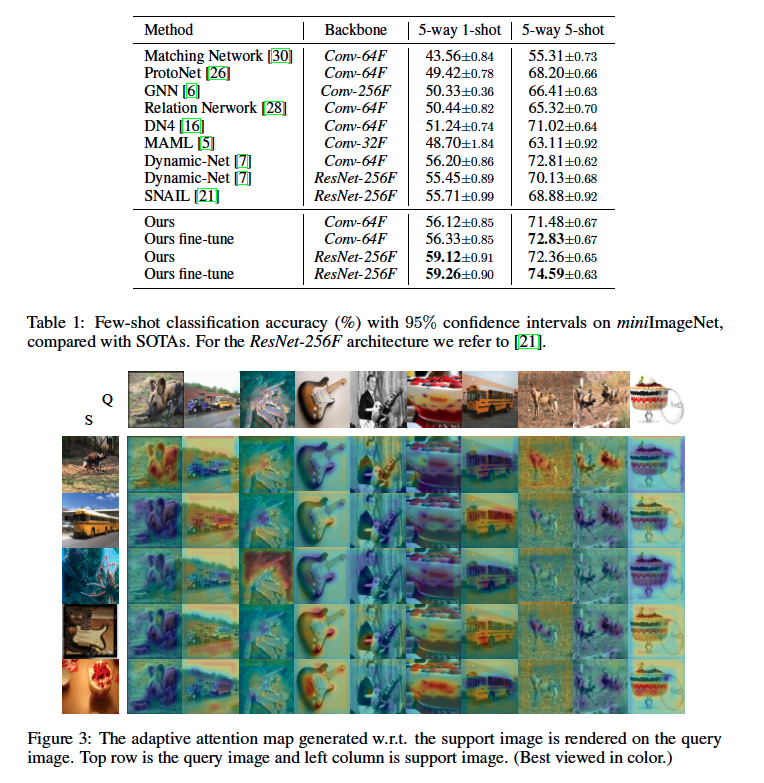 Method Backbone 5-way 1-shot 5-way 5-shot
Matching Network [30] Conv-64F 43.56±0.84 55.31±0.73
ProtoNet [26] Conv-64F 49.42±0.78 68.20±0.66
GNN [6] Conv-256F 50.33±0.36 66.41±0.63
Relation Nerwork [28] Conv-64F 50.44±0.82 65.32±0.70
DN4 [16] Conv-64F 51.24±0.74 71.02±0.64
MAML [5] Conv-32F 48.70±1.84 63.11±0.92
Dynamic-Net [7] Conv-64F 56.20±0.86 72.81±0.62
Dynamic-Net [7] ResNet-256F 55.45±0.89 70.13±0.68
SNAIL [21] ResNet-256F 55.71±0.99 68.88±0.92
Ours Conv-64F 56.12±0.85 71.48±0.67
Ours fine-tune Conv-64F 56.33±0.85 72.83±0.67
Ours ResNet-256F 59.12±0.91 72.36±0.65
Ours fine-tune ResNet-256F 59.26±0.90 74.59±0.63
Table 1: Few-shot classification accuracy (%) with 95% confidence intervals on miniImageNet,
compared with SOTAs. For the ResNet-256F architecture we refer to [21].
Q
S
Figure 3: The adaptive attention map generated w.r.t. the support image is rendered on the query
image. Top row is the query image and left column is support image. (Best viewed in color.)